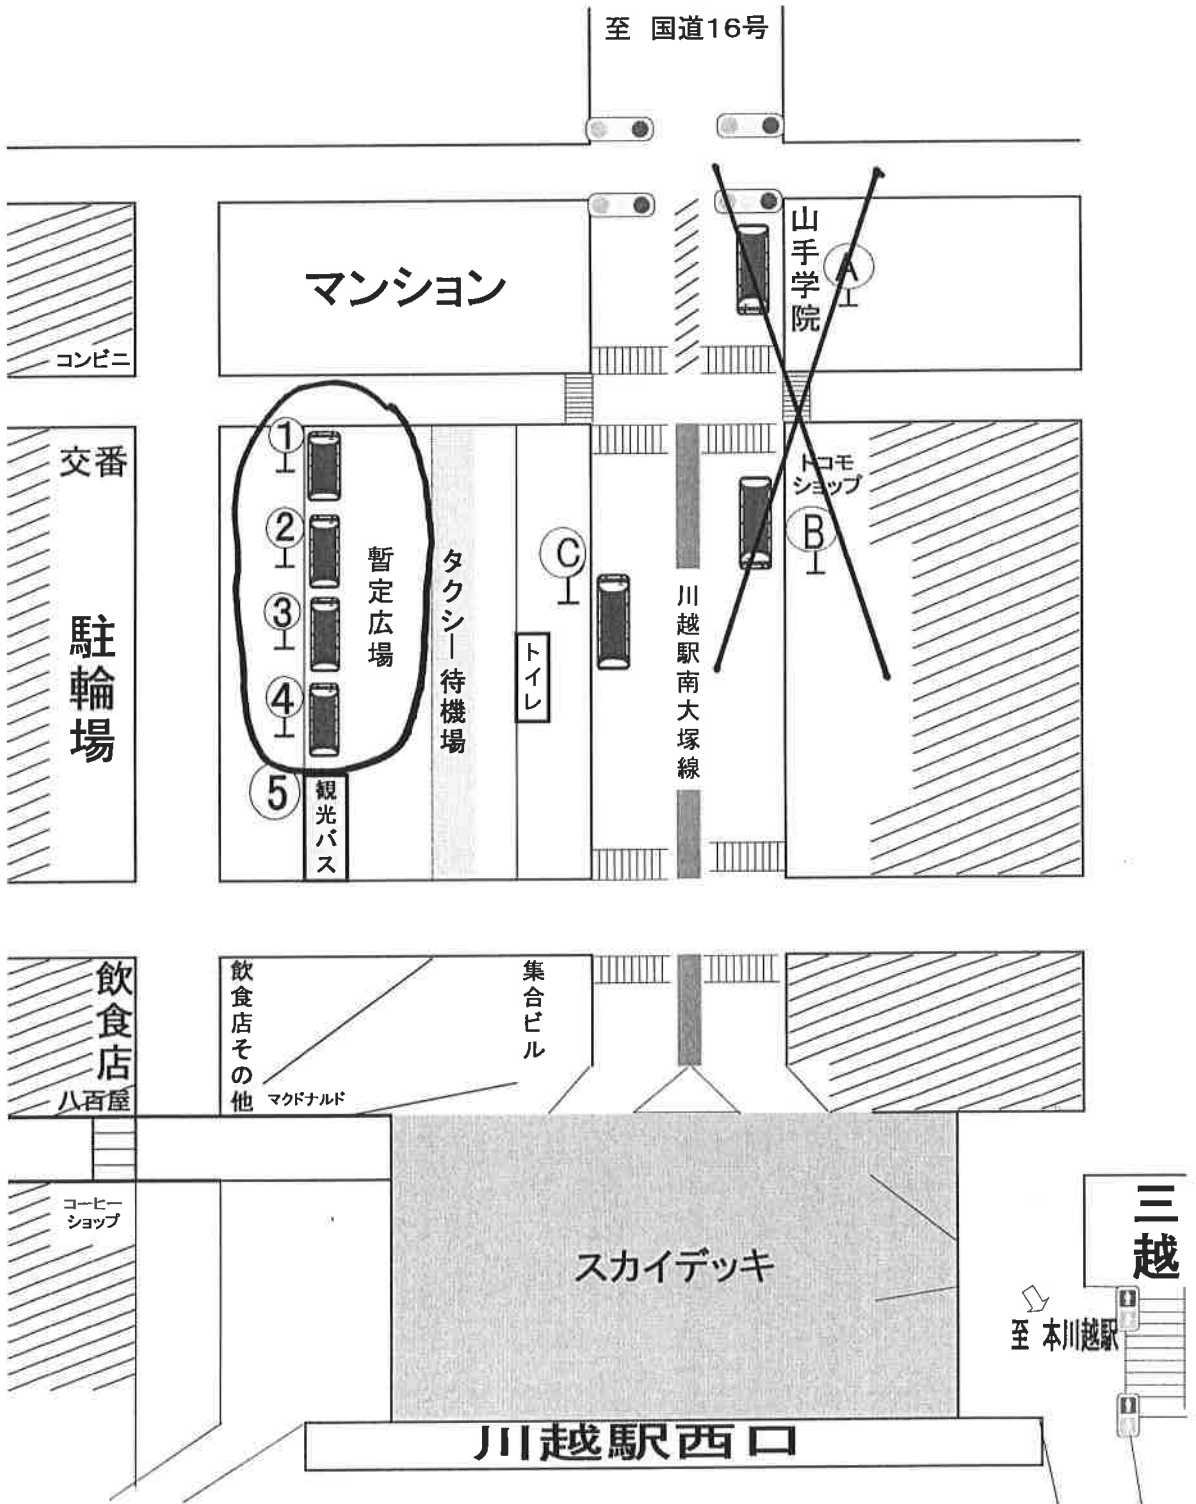 至 国道16号
マンション
山手学院
A
コンビニ
交番
駐輪場
1
2
3
4
5
暫定広場
観光バス
タクシー待機場
トイレ
C
川越駅南大塚線
ドコモ
ショップ
B
飲食店
八百屋
飲食店その他
マクドナルド
集合ビル
コーヒー
ショップ
スカイデッキ
三越
至 本川越駅
川越駅西口